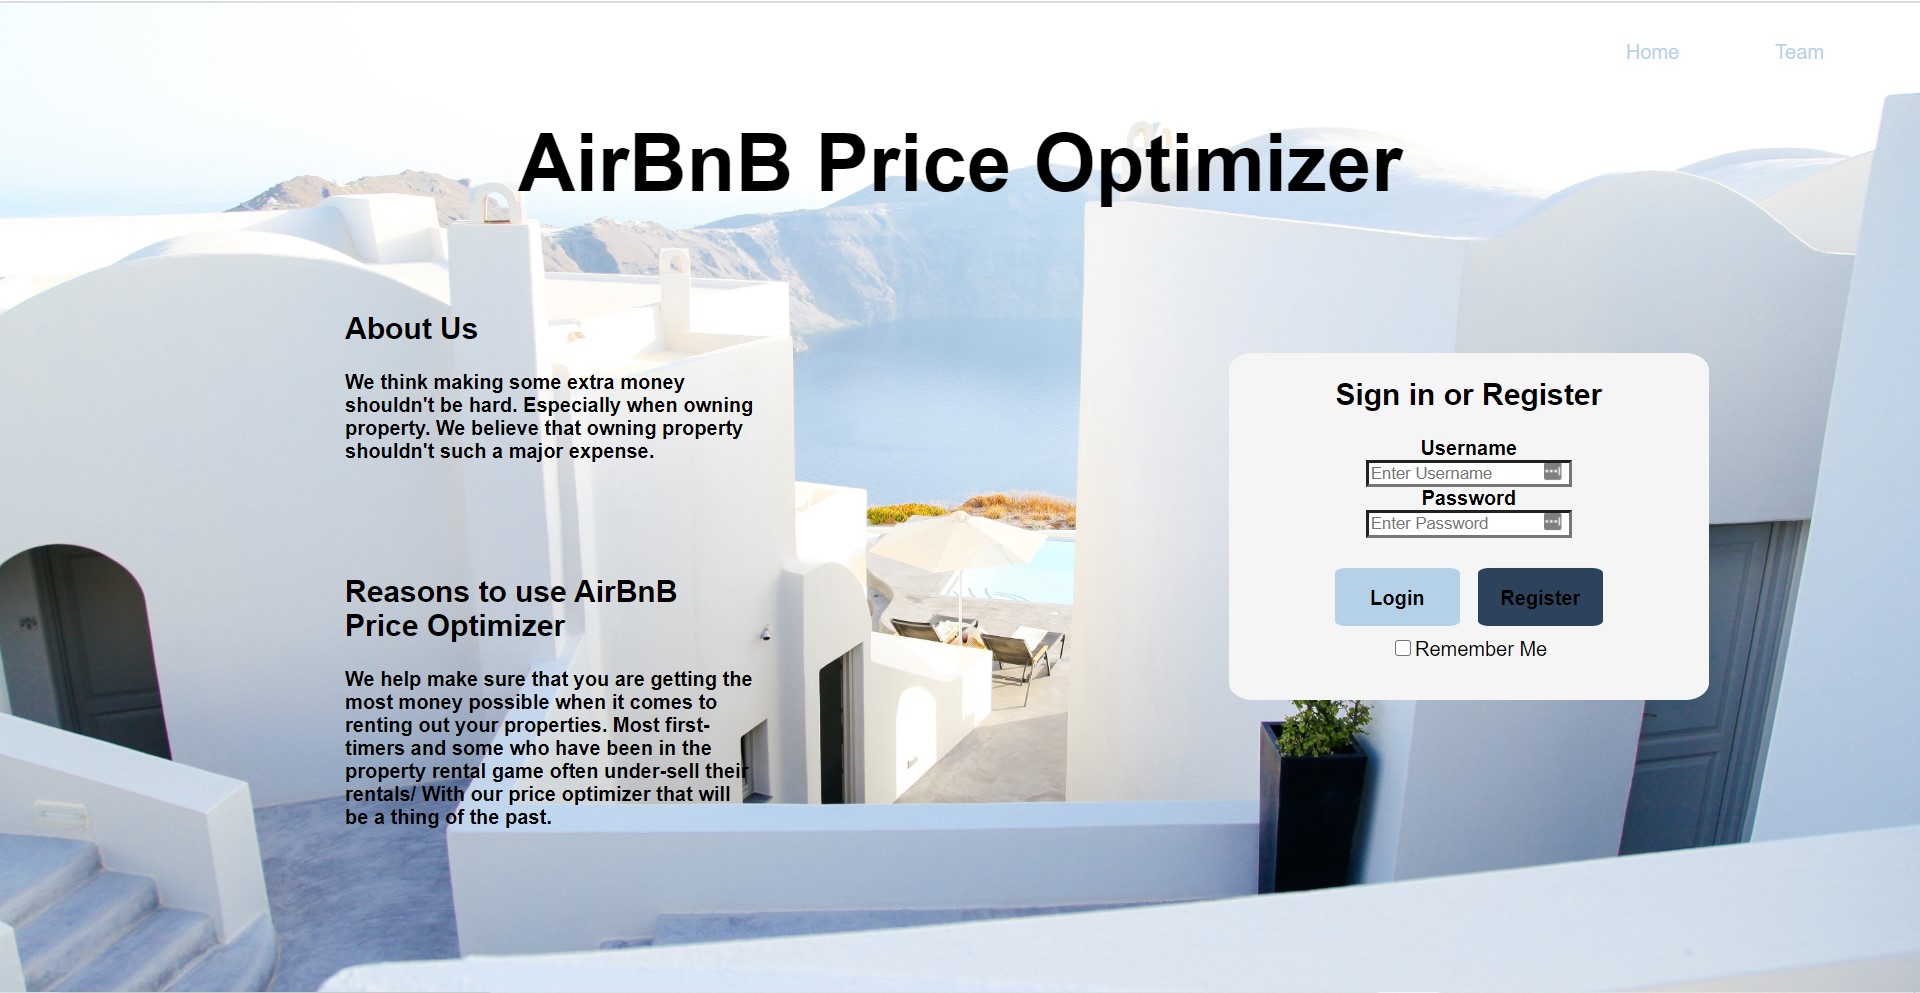 Home Team
AirBnB Price Optimizer
About Us
We think making some extra money
shouldn't be hard. Especially when owning
property. We believe that owning property
shouldn't such a major expense.
Reasons to use AirBnB
Price Optimizer
We help make sure that you are getting the
most money possible when it comes to
renting out your properties. Most first-
timers and some who have been in the
property rental game often under-sell their
rentals/ With our price optimizer that will
be a thing of the past.
Sign in or Register
Username
Enter Username
Password
Enter Password
Login Register
Remember Me